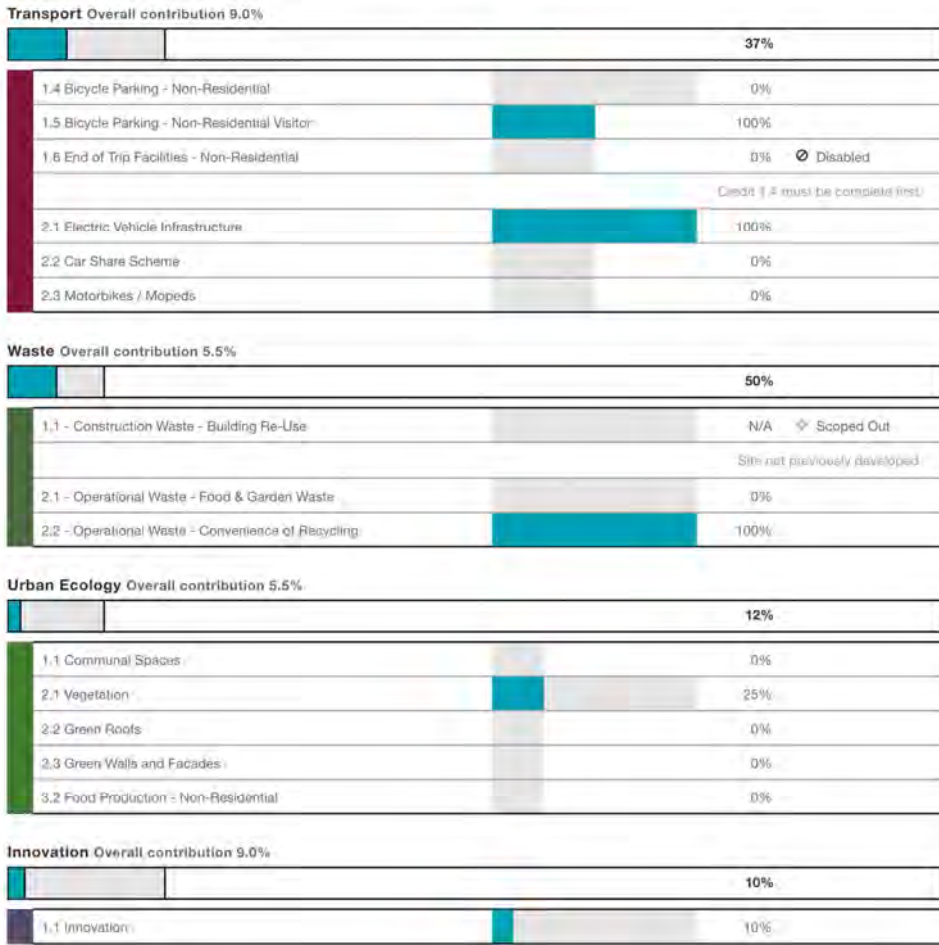 Transport Overall contribution 9.0%
37%
1.4 Bicycle Parking - Non-Residential 0%
1.5 Bicycle Parking - Non-Residential Visitor 100%
1.6 End of Trip Facilities - Non-Residential 0% Disabled
Credit 1.4 must be complete first.
2.1 Electric Vehicle Infrastructure 100%
2.2 Car Share Scheme 0%
2.3 Motorbikes / Mopeds 0%
Waste Overall contribution 5.5%
50%
1.1 - Construction Waste - Building Re-Use N/A Scoped Out
Site not previously developed
2.1 - Operational Waste - Food & Garden Waste 0%
2.2 - Operational Waste - Convenience of Recycling 100%
Urban Ecology Overall contribution 5.5%
12%
1.1 Communal Spaces 0%
2.1 Vegetation 25%
2.2 Green Roofs 0%
2.3 Green Walls and Facades 0%
3.2 Food Production - Non-Residential 0%
Innovation Overall contribution 9.0%
10%
1.1 Innovation 10%